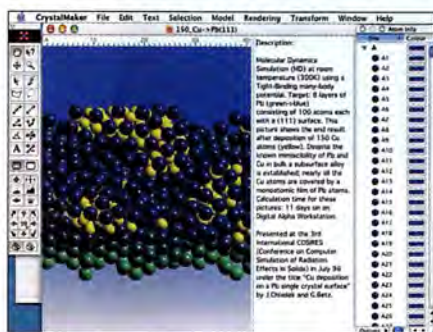 CrystalMaker File Edit Text Selection Model Rendering Transform Window Help
150_Cu->Pb(111)
Description:
Molecular Dynamics
Simulation (MD) at room
temperature (300K) using a
Tight-Binding many-body
potential. Target: 8 layers of
Pb (green->blue)
consisting of 100 atoms each
with a (111) surface. This
picture shows the end result
after deposition of 150 Cu
atoms (yellow). Despite the
known immiscibility of Pb and
Cu in bulk a subsurface alloy
is established; nearly all the
Cu atoms are covered by a
monoatomic film of Pb atoms.
Calculation time for these
pictures: 11 days on an
Digital Alpha Workstation.
Presented at the 3rd
International COSIRES
(Conference on Computer
Simulation of Radiation
Effects in Solids) in July 96
under the title "Cu deposition
on a Pb single crystal surface"
by J.Chlelek and G.Betz.
Atom Info
Site Colour
A
A1
A2
A3
A4
A5
A6
A7
A8
A9
A10
A11
A12
A13
A14
A15
A16
A17
A18
A19
A20
A21
A22
A23
A24
A25